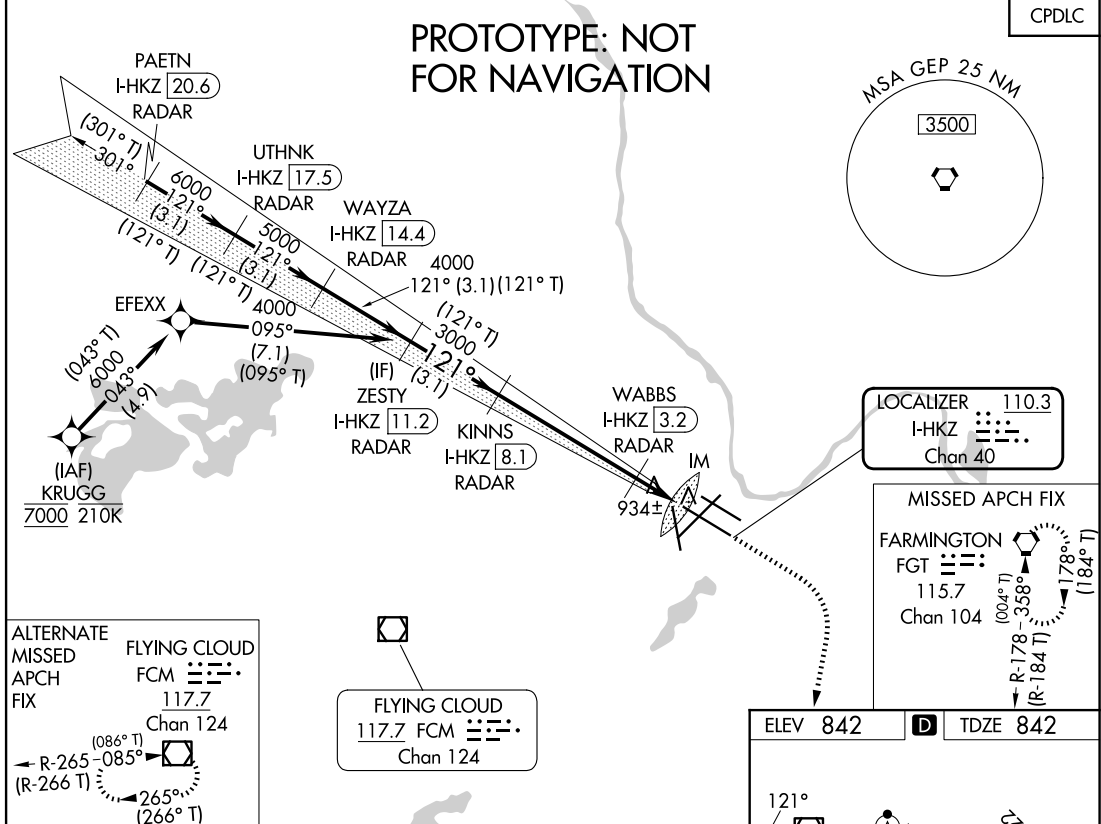 CPDLC
PROTOTYPE: NOT
FOR NAVIGATION
PAETN
I-HKZ 20.6
RADAR
(301° T)
301°
6000
121°
(3.1)
(121° T)
UTHNK
I-HKZ 17.5
RADAR
5000
121°
(3.1)
(121° T)
WAYZA
I-HKZ 14.4
RADAR
4000
121° (3.1) (121° T)
(121° T)
3000
121°
(3.1)
MSA GEP 25 NM
3500
EFEXX
4000
095°
(7.1)
(095° T)
(043° T)
6000
043°
(4.9)
(IAF)
KRUGG
7000 210K
(IF)
ZESTY
I-HKZ 11.2
RADAR
KINNS
I-HKZ 8.1
RADAR
WABBS
I-HKZ 3.2
RADAR
IM
934±
LOCALIZER 110.3
I-HKZ
Chan 40
MISSED APCH FIX
FARMINGTON
FGT
115.7
Chan 104
R-178 358°
(004° T)
(R-184 T)
178°
(184° T)
ALTERNATE
MISSED
APCH
FIX
FLYING CLOUD
FCM
117.7
Chan 124
(086° T)
R-265 085°
(R-266 T)
265°
(266° T)
FLYING CLOUD
117.7 FCM
Chan 124
ELEV 842 D TDZE 842
121°